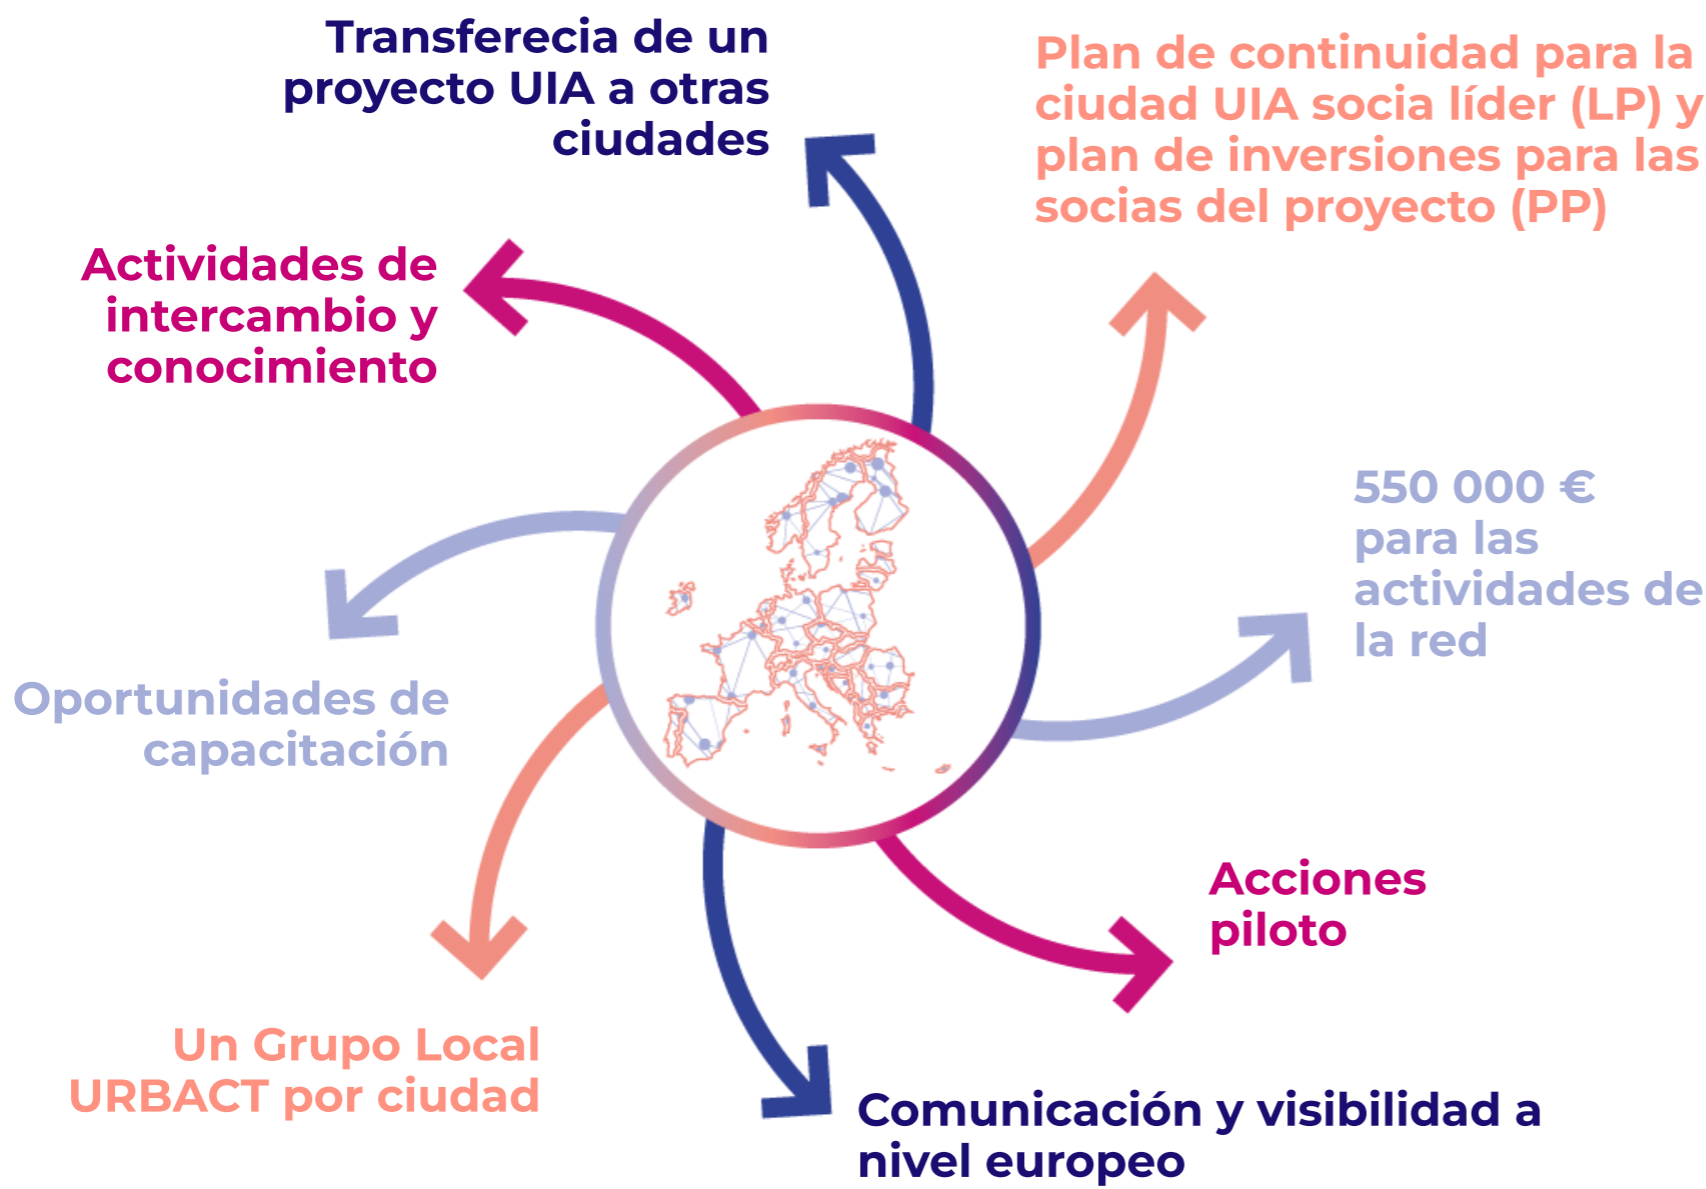 Transferecia de un
proyecto UIA a otras
ciudades
Plan de continuidad para la
ciudad UIA socia líder (LP) y
plan de inversiones para las
socias del proyecto (PP)
Actividades de
intercambio y
conocimiento
550 000 €
para las
actividades de
la red
Oportunidades de
capacitación
Acciones
piloto
Un Grupo Local
URBACT por ciudad
Comunicación y visibilidad a
nivel europeo